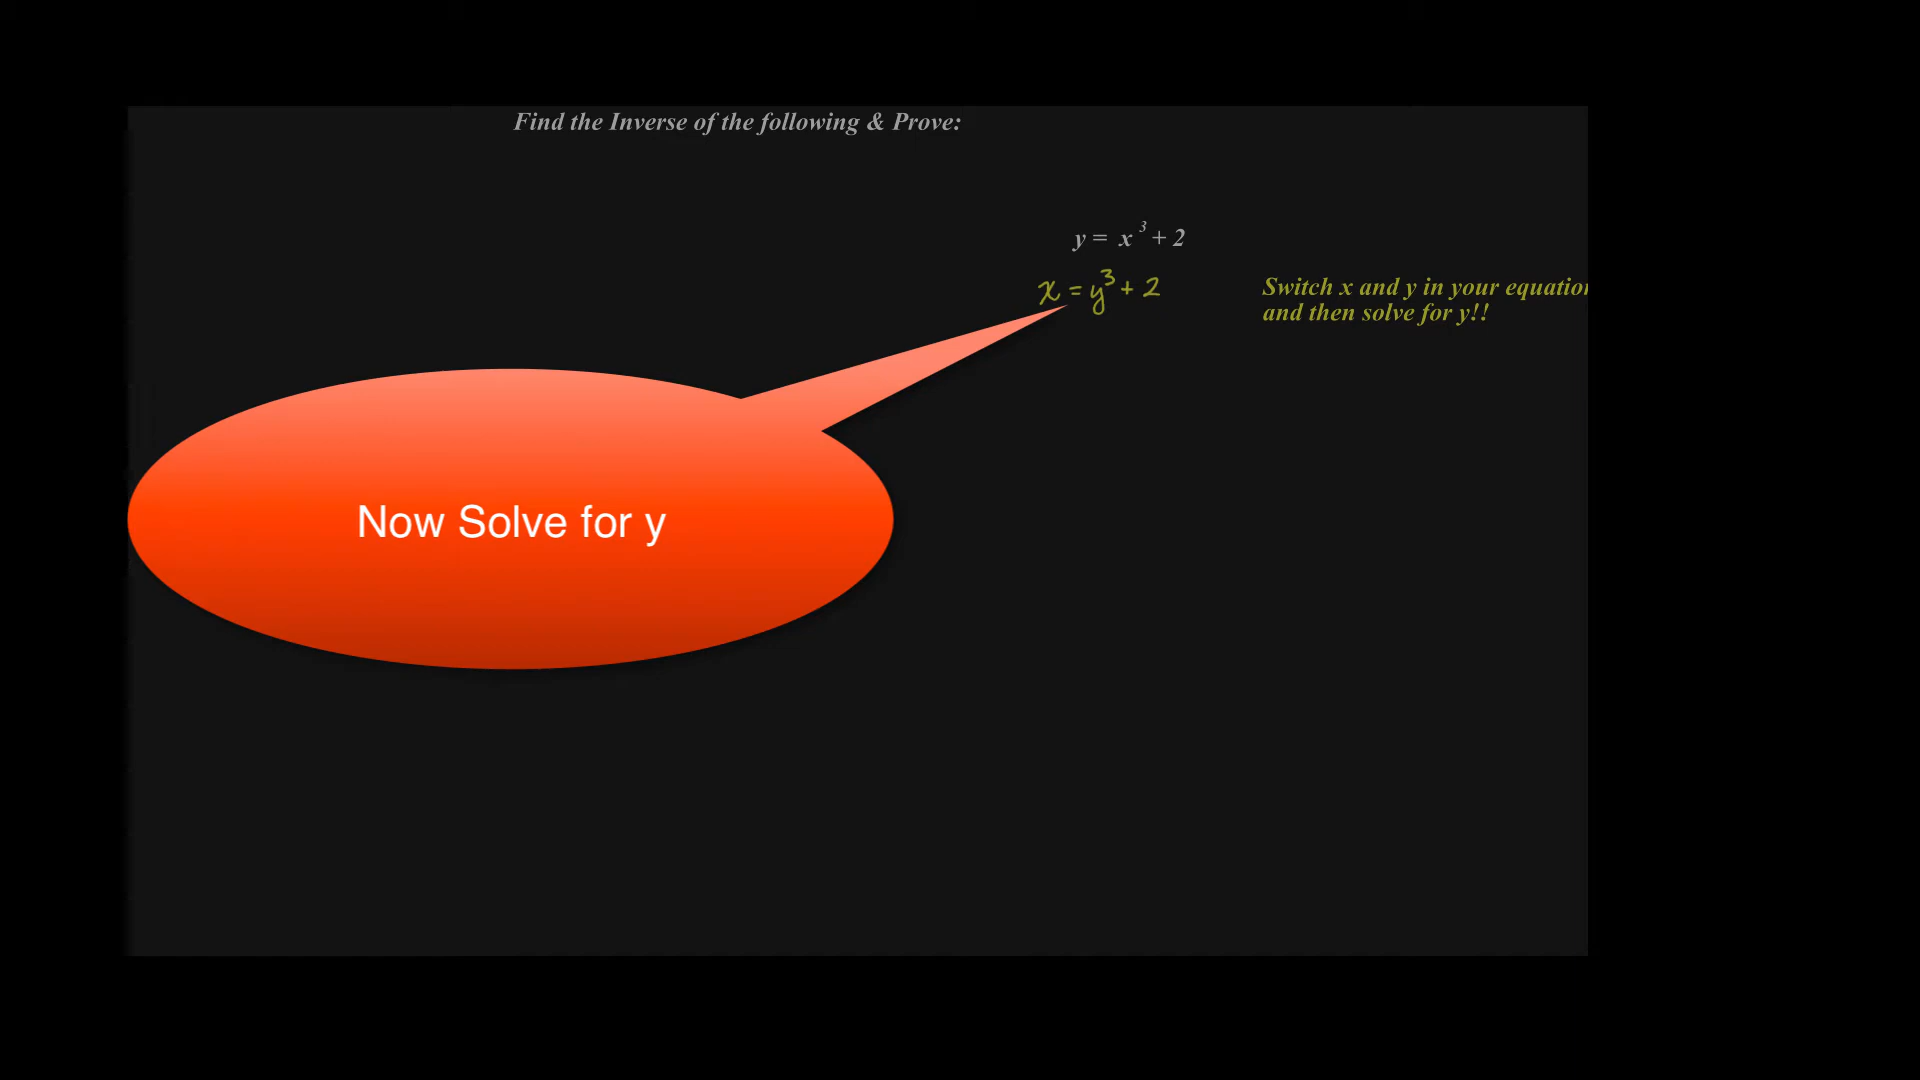 Find the Inverse of the following & Prove:
y = x³ + 2
x = y³ + 2
Switch x and y in your equation
and then solve for y!!
Now Solve for y